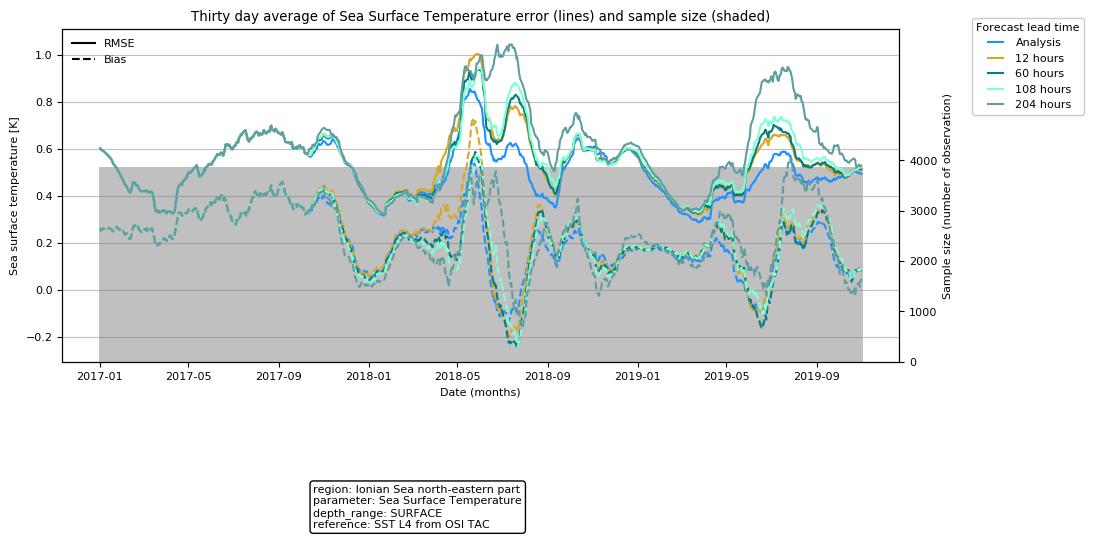 Thirty day average of Sea Surface Temperature error (lines) and sample size (shaded)
RMSE
Bias
Forecast lead time
Analysis
12 hours
60 hours
108 hours
204 hours
Sea surface temperature [K]
1.0
0.8
0.6
0.4
0.2
0.0
−0.2
Sample size (number of observation)
4000
3000
2000
1000
0
2017-01
2017-05
2017-09
2018-01
2018-05
2018-09
2019-01
2019-05
2019-09
Date (months)
region: Ionian Sea north-eastern part
parameter: Sea Surface Temperature
depth_range: SURFACE
reference: SST L4 from OSI TAC